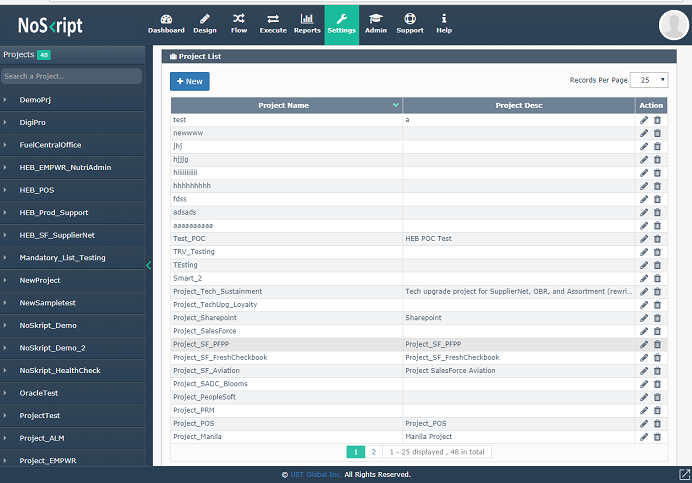 NoSkript
Dashboard Design Flow Execute Reports Settings Admin Support Help
Projects 48
Search a Project..
DemoPrj
DigiPro
FuelCentralOffice
HEB_EMPWR_NutriAdmin
HEB_POS
HEB_Prod_Support
HEB_SF_SupplierNet
Mandatory_List_Testing
NewProject
NewSampletest
NoSkript_Demo
NoSkript_Demo_2
NoSkript_HealthCheck
OracleTest
ProjectTest
Project_ALM
Project_EMPWR
Project List
+ New Records Per Page 25
Project Name Project Desc Action
test a
newwww
jhj
hjjjg
hiiiiiiiiiii
hhhhhhhhh
fdss
adsads
aaaaaaaaaa
Test_POC HEB POC Test
TRV_Testing
TEsting
Smart_2
Project_Tech_Sustainment Tech upgrade project for SupplierNet, OBR, and Assortment (rewri...
Project_TechUpg_Loyalty
Project_Sharepoint Sharepoint
Project_SalesForce
Project_SF_PFPP Project_SF_PFPP
Project_SF_FreshCheckbook Project_SF_FreshCheckbook
Project_SF_Aviation Project SalesForce Aviation
Project_SADC_Blooms
Project_PeopleSoft
Project_PRM
Project_POS Project_POS
Project_Manila Manila Project
1 2 1 - 25 displayed , 48 in total
© UST Global Inc. All Rights Reserved.